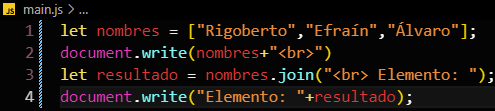 main.js > ...
1 let nombres = ["Rigoberto","Efraín","Álvaro"];
2 document.write(nombres+"<br>")
3 let resultado = nombres.join("<br> Elemento: ");
4 document.write("Elemento: "+resultado);